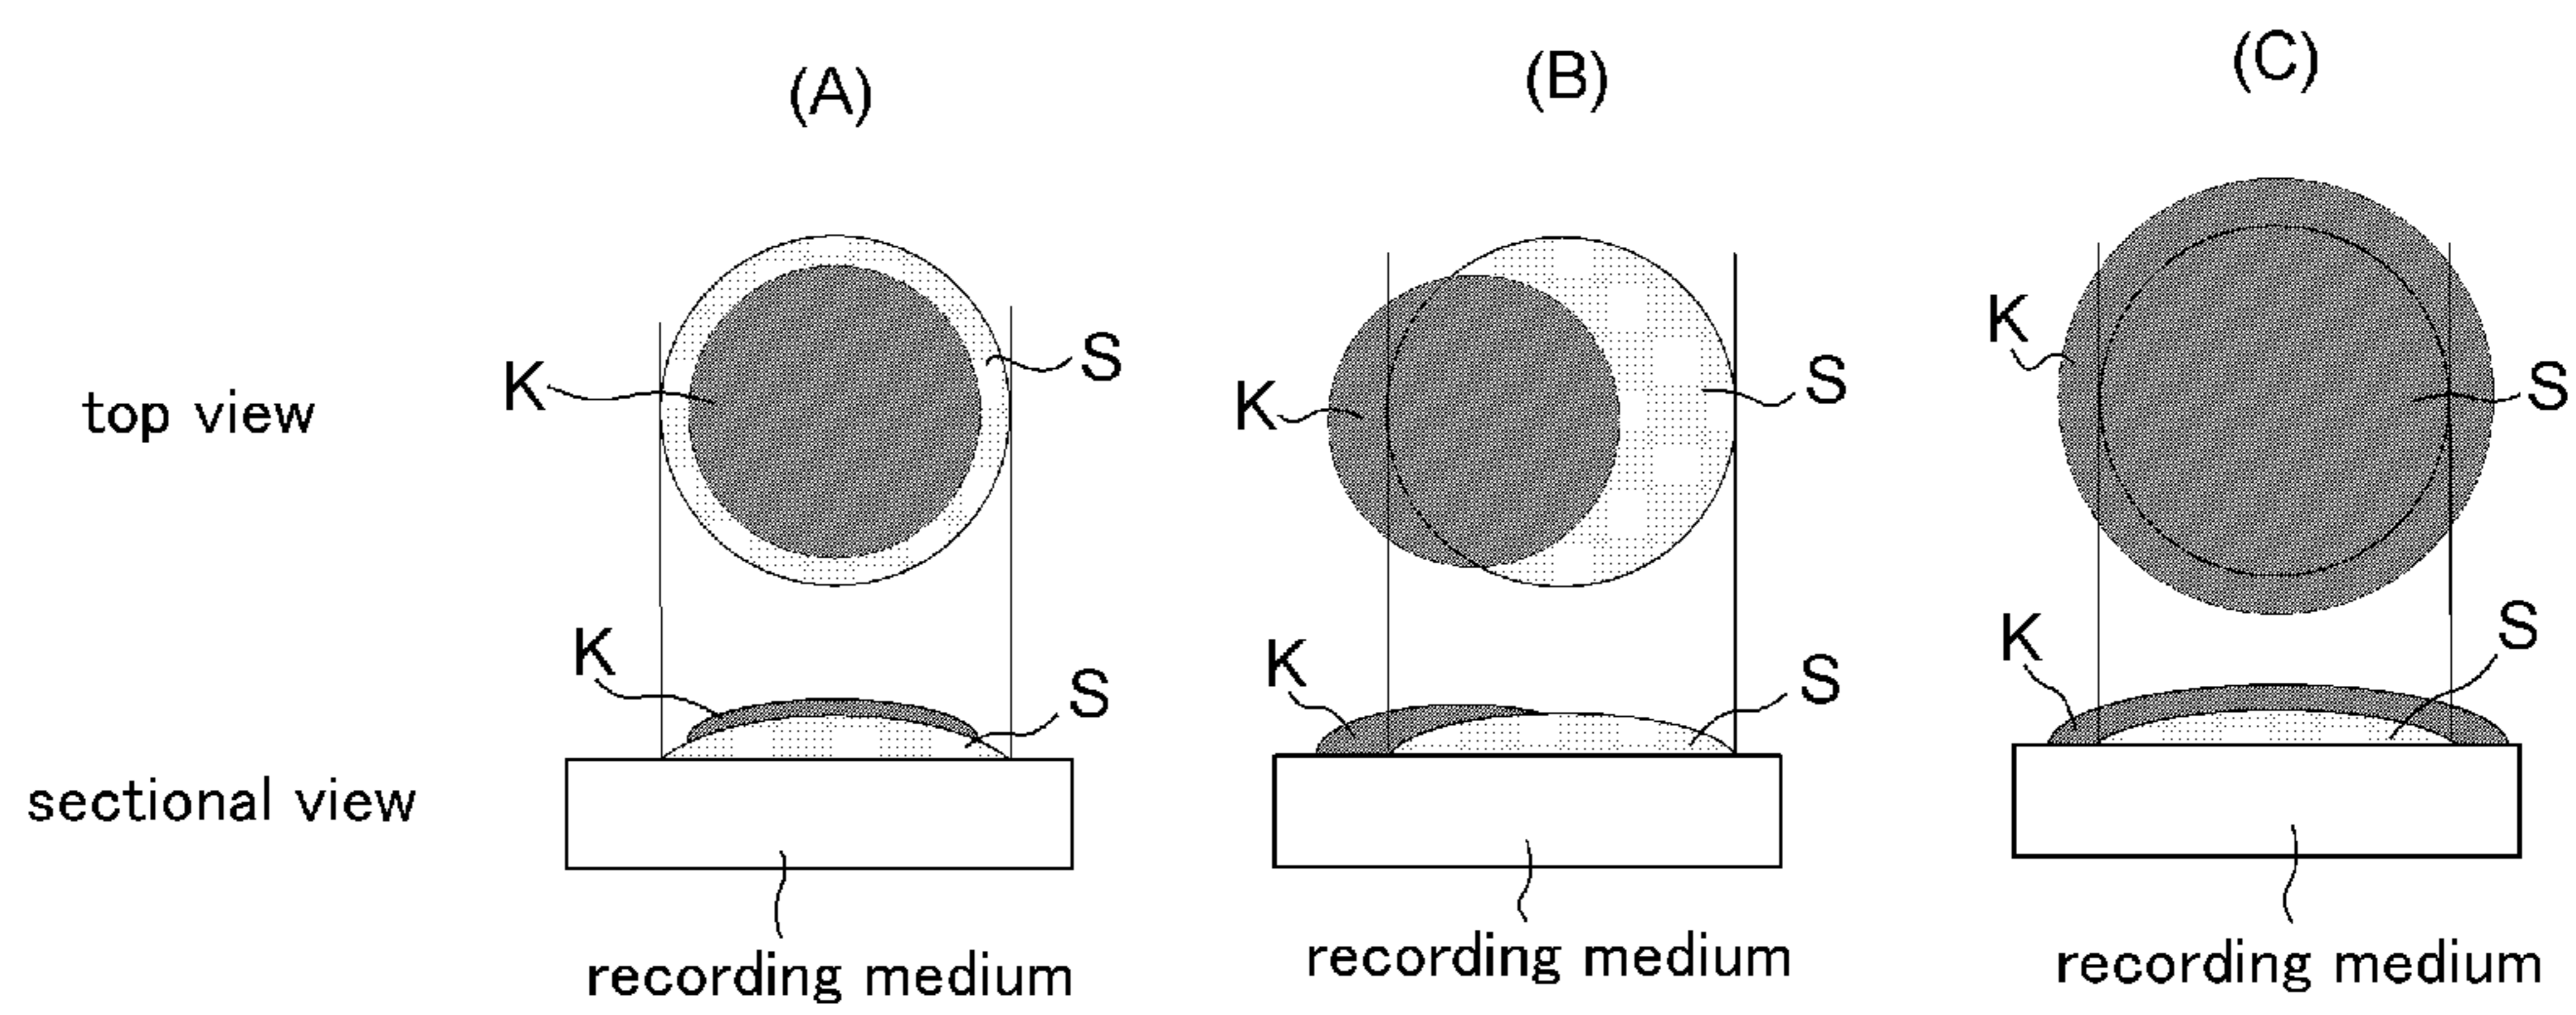 (A)
(B)
(C)
top view
K
S
K
S
K
S
sectional view
K
S
K
S
K
S
recording medium
recording medium
recording medium